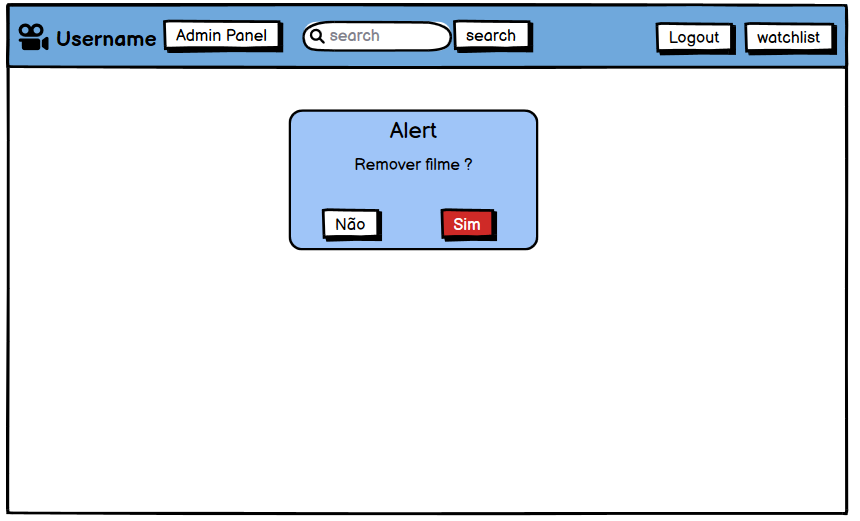 Username Admin Panel search search Logout watchlist
Alert
Remover filme ?
Não Sim